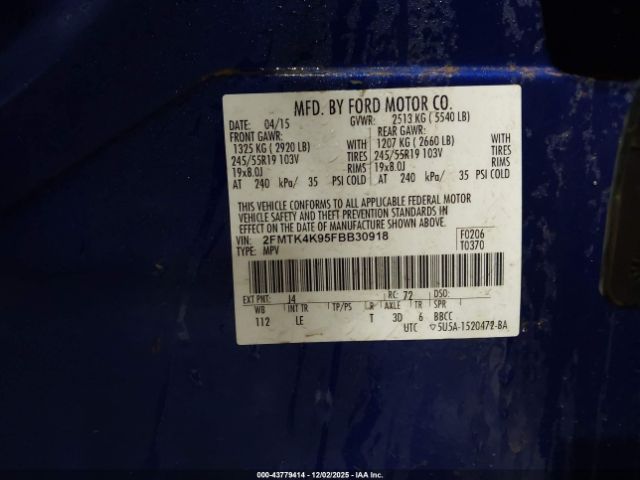 MFD. BY FORD MOTOR CO.
DATE: 04/15 GVWR: 2513 KG ( 5540 LB)
FRONT GAWR: REAR GAWR:
1325 KG ( 2920 LB) WITH 1207 KG ( 2660 LB) WITH
245/55R19 103V TIRES 245/55R19 103V TIRES
19x8.0J RIMS 19x8.0J RIMS
AT 240 kPa/ 35 PSI COLD AT 240 kPa/ 35 PSI COLD
THIS VEHICLE CONFORMS TO ALL APPLICABLE FEDERAL MOTOR
VEHICLE SAFETY AND THEFT PREVENTION STANDARDS IN
EFFECT ON THE DATE OF MANUFACTURE SHOWN ABOVE.
VIN: 2FMTK4K95FBB30918 F0206
TYPE: MPV T0370
EXT PNT: J4 RC: 72 DSO:
WB INT TR TP/PS R AXLE TR SPR
112 LE T 3D 6 BBCC
UTC ▽5U5A-1520472-BA
000-43779414 - 12/02/2025 - IAA Inc.